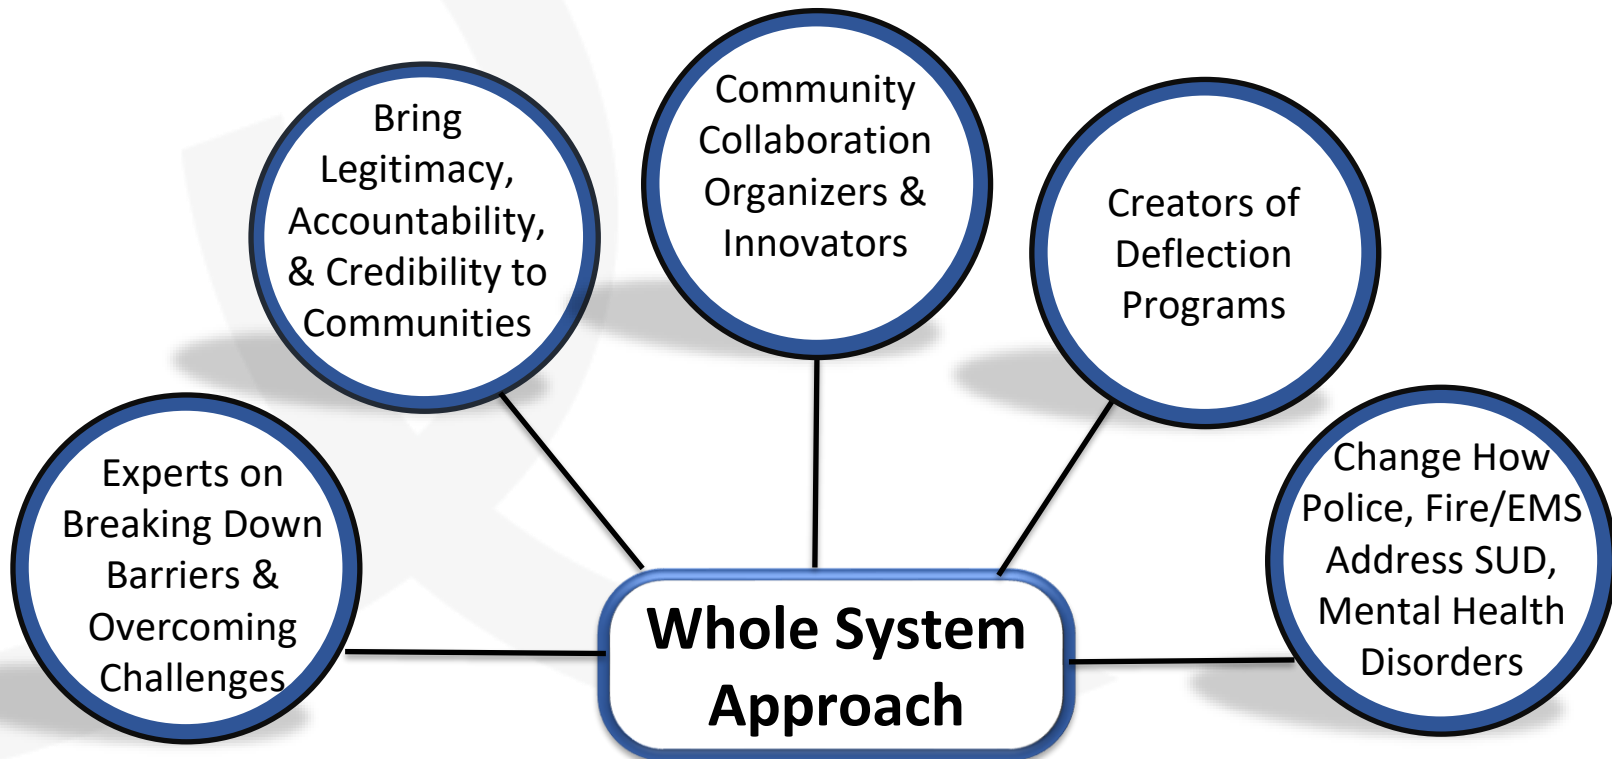 Experts on
Breaking Down
Barriers &
Overcoming
Challenges
Bring
Legitimacy,
Accountability,
& Credibility to
Communities
Community
Collaboration
Organizers &
Innovators
Creators of
Deflection
Programs
Change How
Police, Fire/EMS
Address SUD,
Mental Health
Disorders
Whole System
Approach